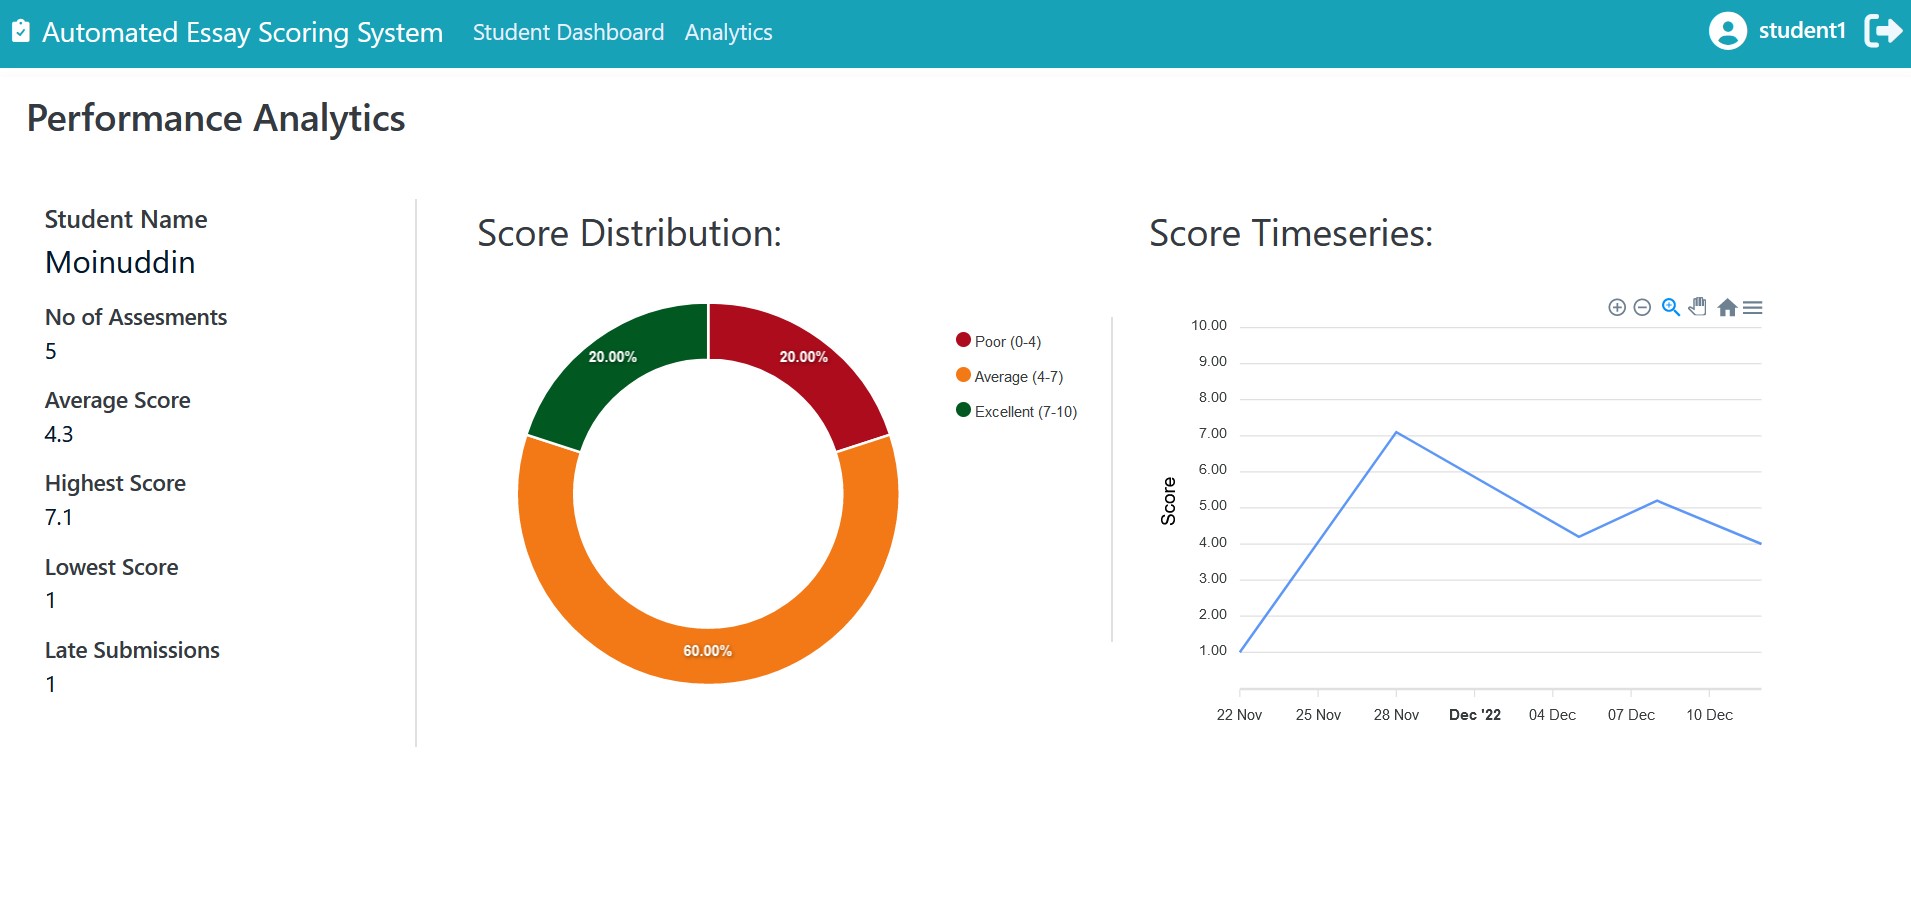 Automated Essay Scoring System
Student Dashboard
Analytics
student1
Performance Analytics
Student Name
Moinuddin
No of Assesments
5
Average Score
4.3
Highest Score
7.1
Lowest Score
1
Late Submissions
1
Score Distribution:
20.00%
20.00%
60.00%
Poor (0-4)
Average (4-7)
Excellent (7-10)
Score Timeseries:
Score
10.00
9.00
8.00
7.00
6.00
5.00
4.00
3.00
2.00
1.00
22 Nov
25 Nov
28 Nov
Dec '22
04 Dec
07 Dec
10 Dec